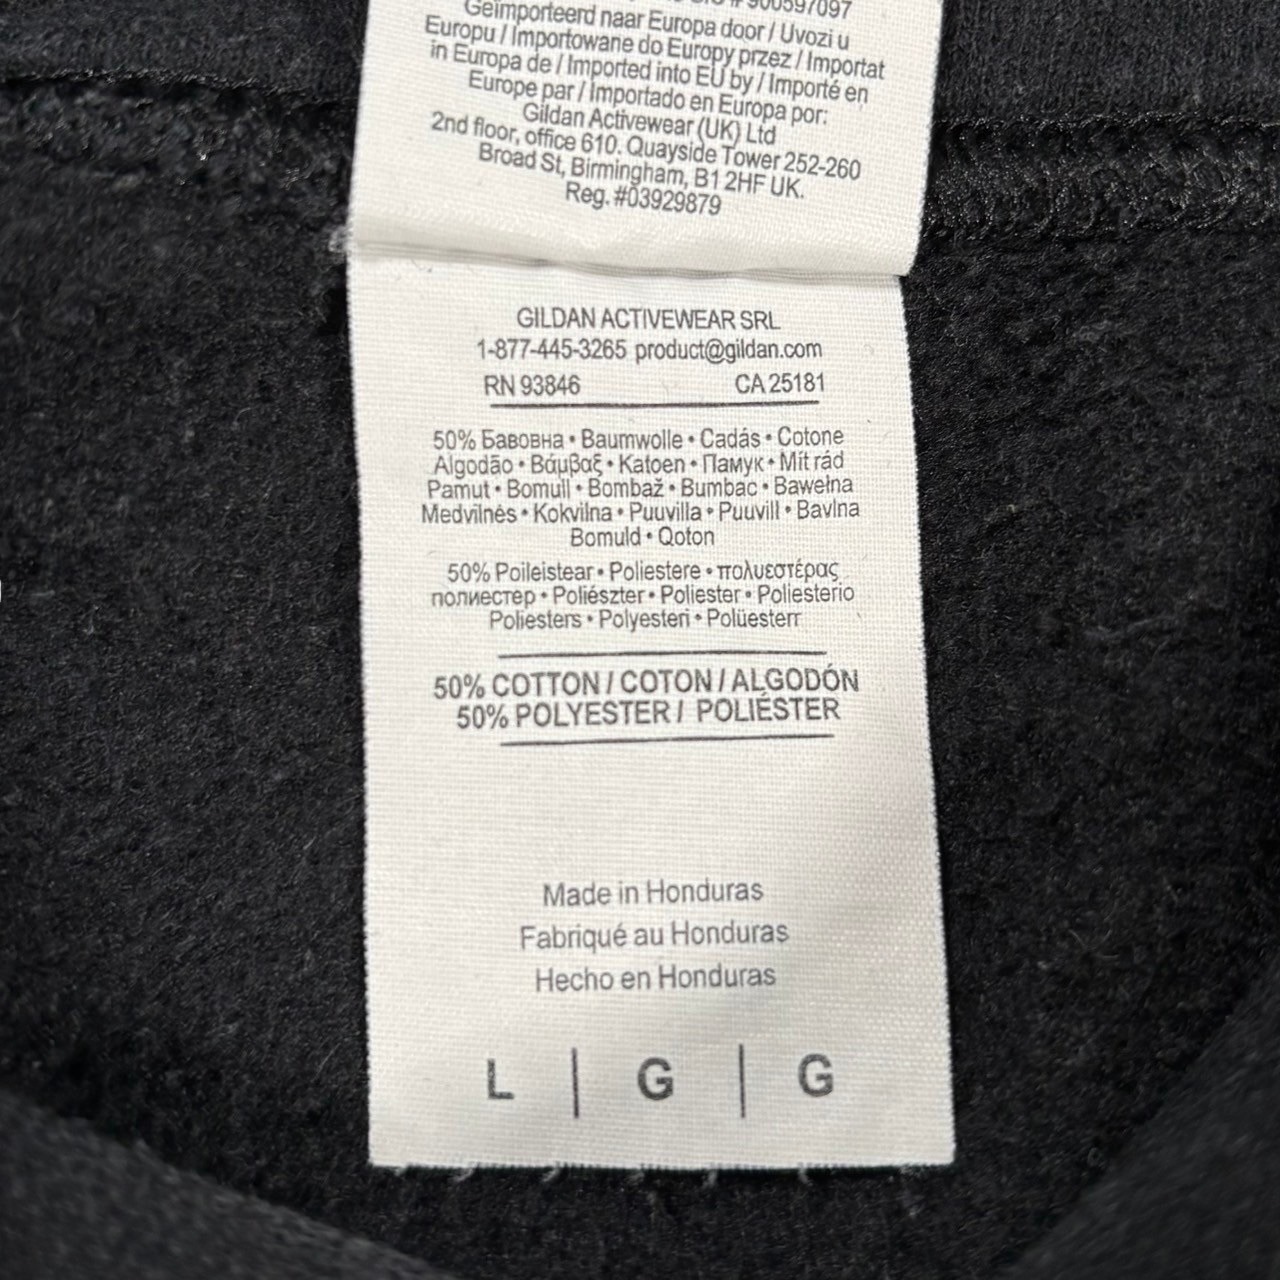 # 900597097
Geïmporteerd naar Europa door / Uvozi u
Europu / Importowane do Europy przez / Importat
in Europa de / Imported into EU by / Importé en
Europe par / Importado en Europa por:
Gildan Activewear (UK) Ltd
2nd floor, office 610. Quayside Tower 252-260
Broad St, Birmingham, B1 2HF UK.
Reg. #03929879
GILDAN ACTIVEWEAR SRL
1-877-445-3265 product@gildan.com
RN 93846 CA 25181
50% Бавовна • Baumwolle • Cadás • Cotone
Algodão • Βάμβαξ • Katoen • Памук • Mit rád
Pamut • Bomull • Bombaž • Bumbac • Bawełna
Medvilnės • Kokvilna • Puuvilla • Puuvill • Bavlna
Bomuld • Qoton
50% Poileistear • Poliestere • πολυεστέρας
полиестер • Poliészter • Poliester • Poliesterio
Poliesters • Polyesteri • Polüesterr
50% COTTON / COTON / ALGODÓN
50% POLYESTER / POLIÉSTER
Made in Honduras
Fabriqué au Honduras
Hecho en Honduras
L | G | G